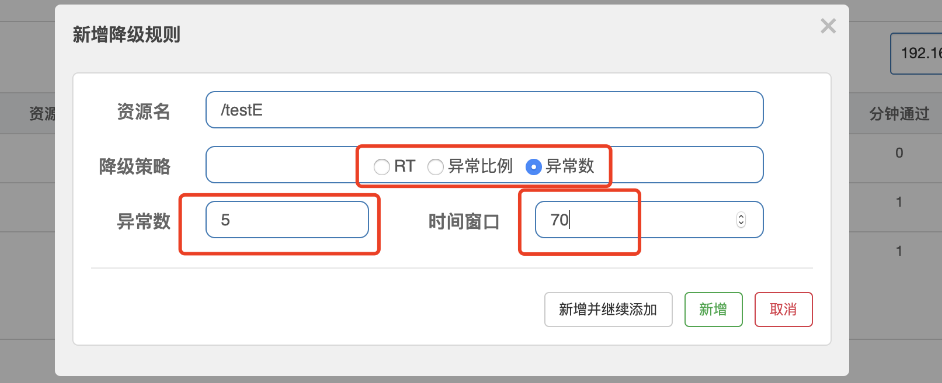 新增降级规则 ×
192.16
资源名 /testE
资源
分钟通过
0
降级策略 RT 异常比例 异常数
1
异常数 5 时间窗口 70
1
新增并继续添加 新增 取消